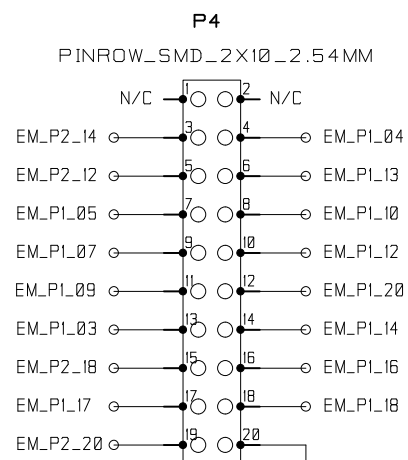 P4
PINROW_SMD_2X10_2.54MM
N/C 1 2 N/C
EM_P2_14 3 4 EM_P1_04
EM_P2_12 5 6 EM_P1_13
EM_P1_05 7 8 EM_P1_10
EM_P1_07 9 10 EM_P1_12
EM_P1_09 11 12 EM_P1_20
EM_P1_03 13 14 EM_P1_14
EM_P2_18 15 16 EM_P1_16
EM_P1_17 17 18 EM_P1_18
EM_P2_20 19 20